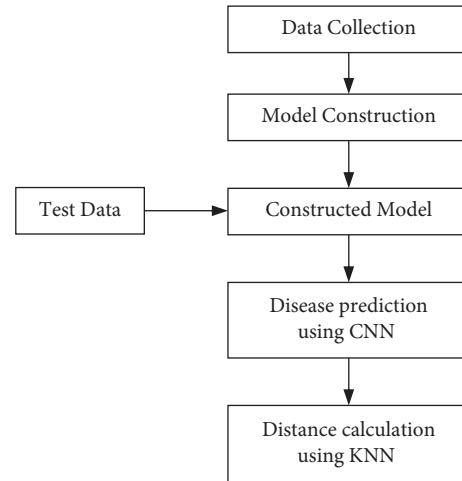 Data Collection
Model Construction
Test Data
Constructed Model
Disease prediction
using CNN
Distance calculation
using KNN